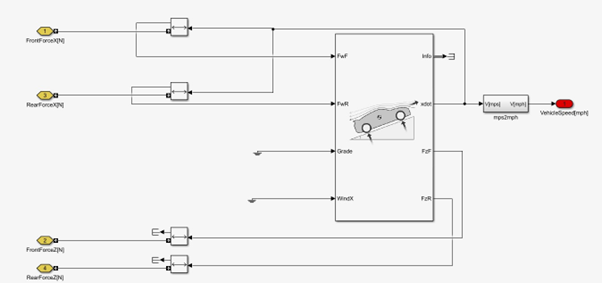 1
FrontForceX[N]
3
RearForceX[N]
FwF
FwR
Grade
WindX
Info
xdot
FzF
FzR
V[mps] V[mph]
mps2mph
1
VehicleSpeed[mph]
2
FrontForceZ[N]
4
RearForceZ[N]